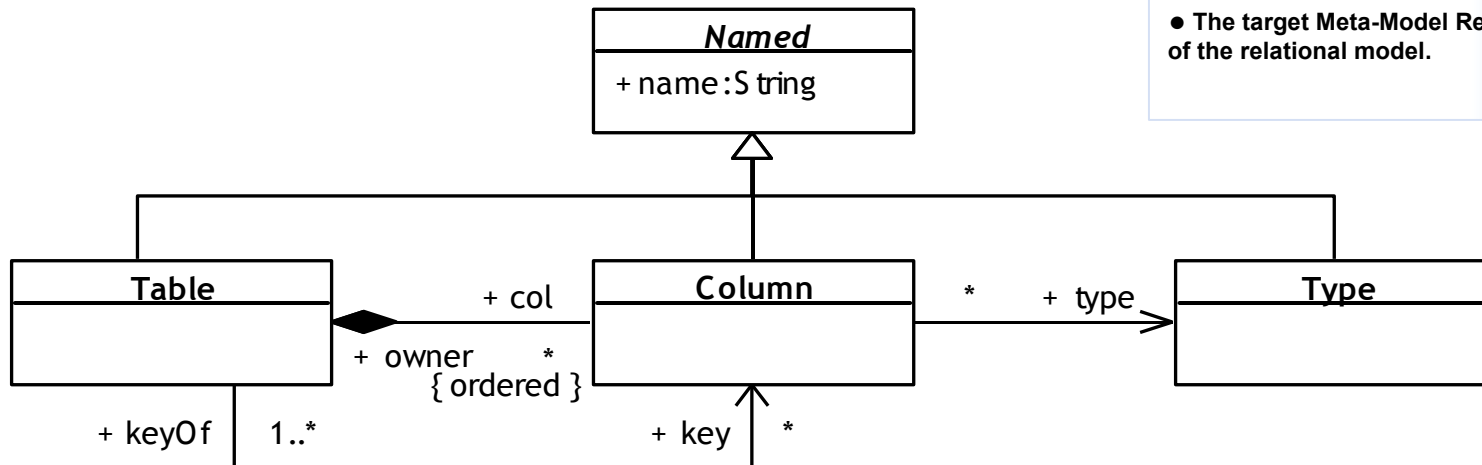 ● The target Meta-Model
of the relational model.
Named
+ name:String
Table
Column
Type
+ col
* + type
+ owner *
{ ordered }
+ keyOf 1..*
+ key *